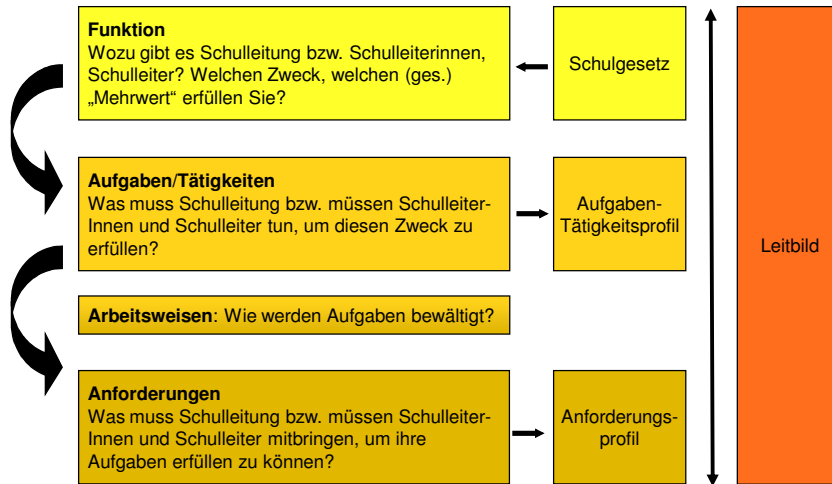 Funktion
Wozu gibt es Schulleitung bzw. Schulleiterinnen,
Schulleiter? Welchen Zweck, welchen (ges.)
„Mehrwert“ erfüllen Sie?
Schulgesetz
Aufgaben/Tätigkeiten
Was muss Schulleitung bzw. müssen Schulleiter-
Innen und Schulleiter tun, um diesen Zweck zu
erfüllen?
Aufgaben-
Tätigkeitsprofil
Leitbild
Arbeitsweisen: Wie werden Aufgaben bewältigt?
Anforderungen
Was muss Schulleitung bzw. müssen Schulleiter-
Innen und Schulleiter mitbringen, um ihre
Aufgaben erfüllen zu können?
Anforderungs-
profil